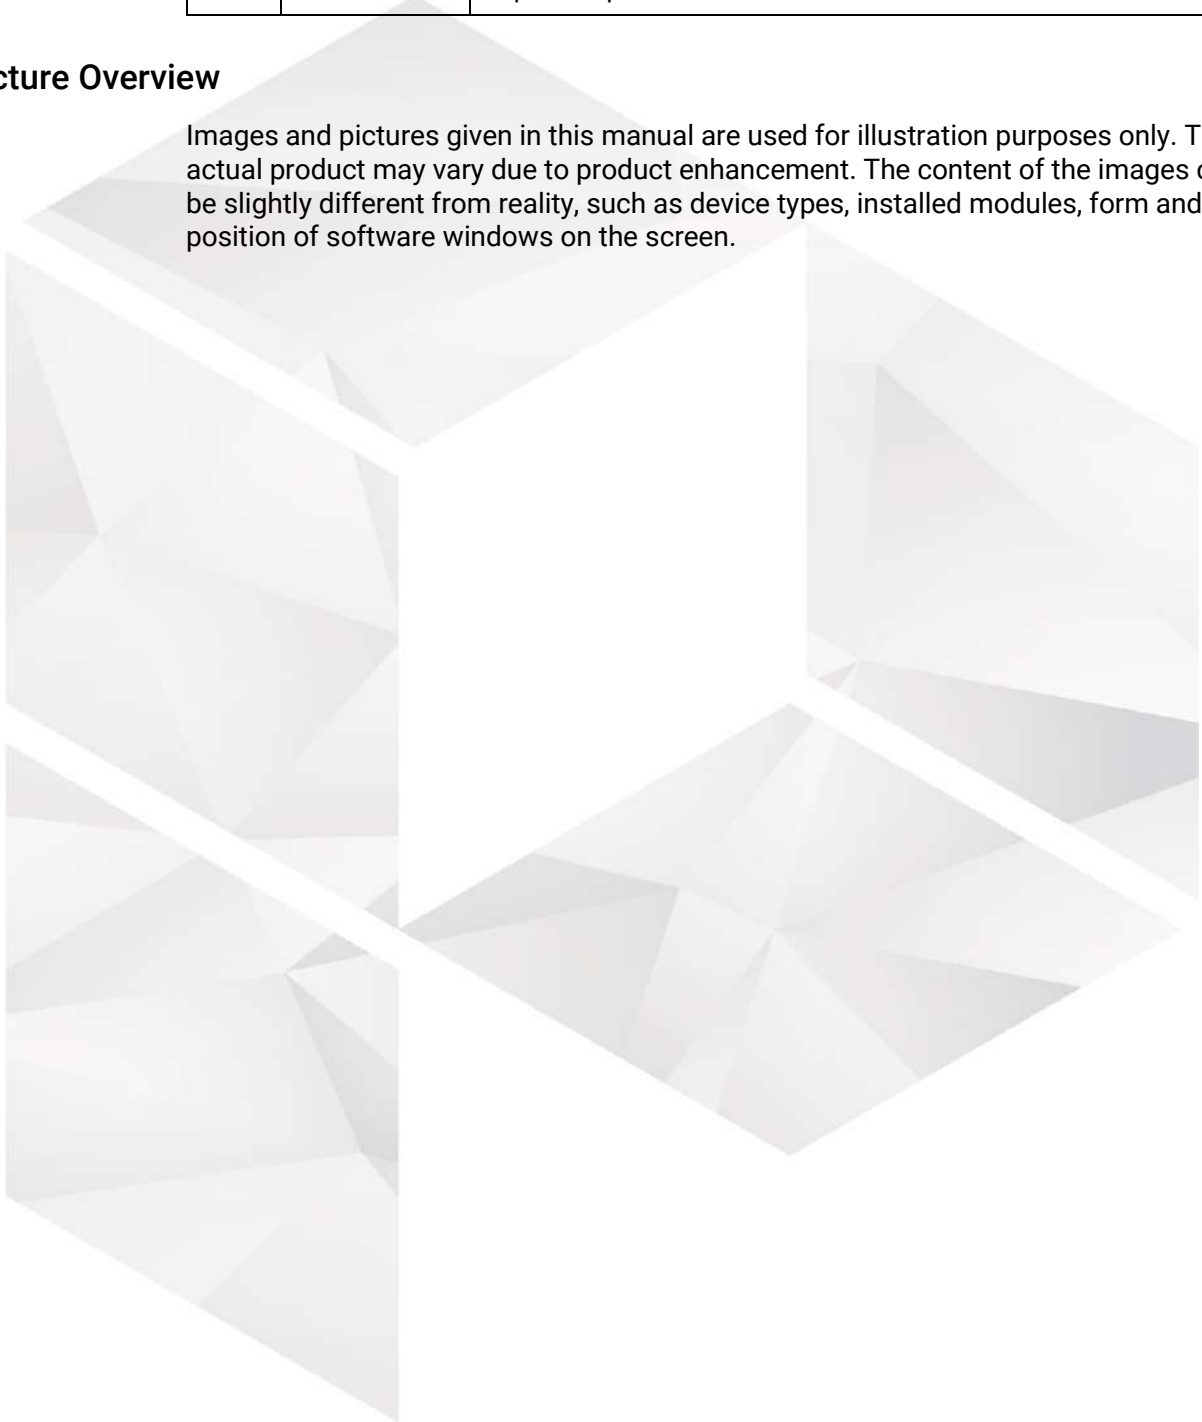 cture Overview
Images and pictures given in this manual are used for illustration purposes only. T
actual product may vary due to product enhancement. The content of the images
be slightly different from reality, such as device types, installed modules, form and
position of software windows on the screen.